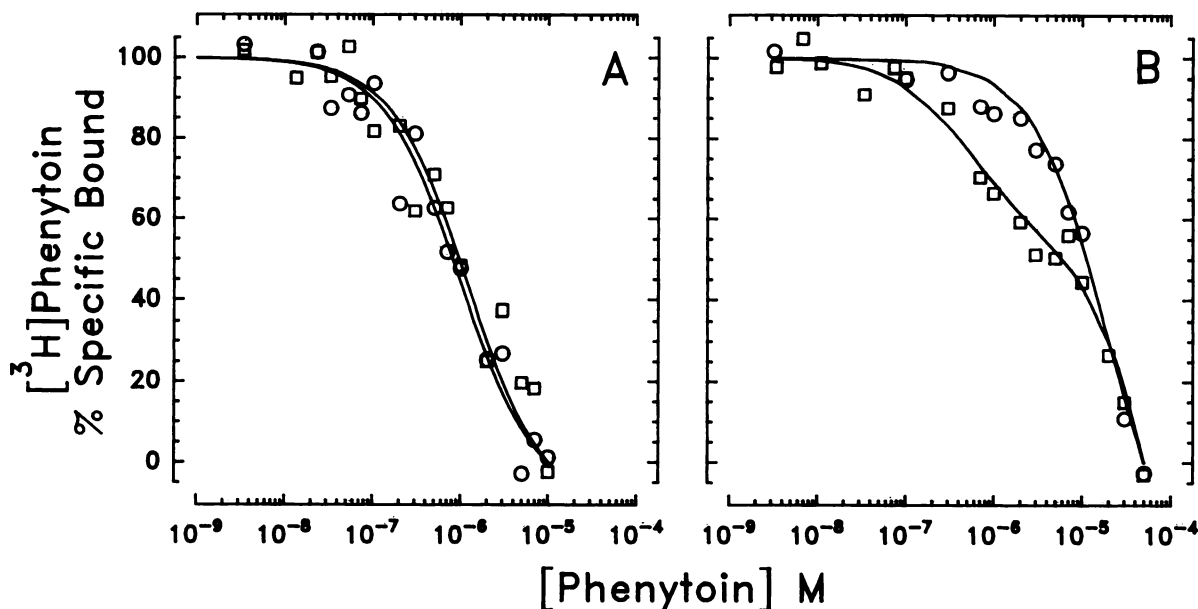 A
B
[³H]Phenytoin
% Specific Bound
100
80
60
40
20
0
10⁻⁹ 10⁻⁸ 10⁻⁷ 10⁻⁶ 10⁻⁵ 10⁻⁴
10⁻⁹ 10⁻⁸ 10⁻⁷ 10⁻⁶ 10⁻⁵ 10⁻⁴
[Phenytoin] M